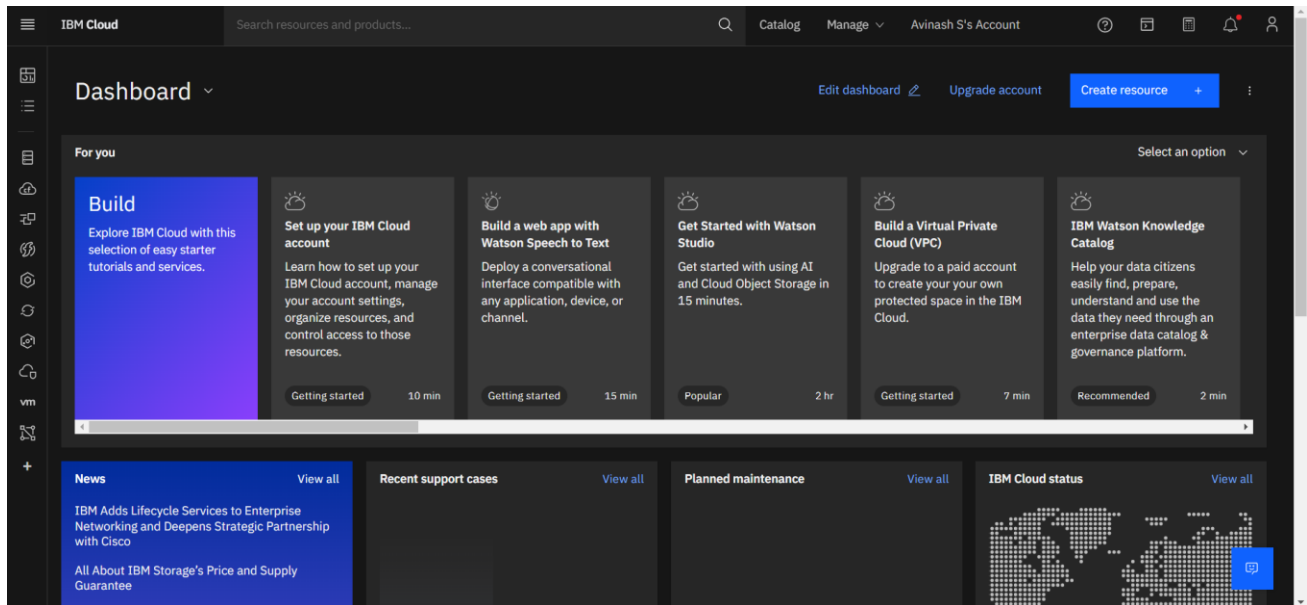 IBM Cloud
Search resources and products...
Catalog
Manage
Avinash S's Account
Dashboard
Edit dashboard
Upgrade account
Create resource +
For you
Select an option
Build
Explore IBM Cloud with this
selection of easy starter
tutorials and services.
Set up your IBM Cloud
account
Learn how to set up your
IBM Cloud account, manage
your account settings,
organize resources, and
control access to those
resources.
Getting started
10 min
Build a web app with
Watson Speech to Text
Deploy a conversational
interface compatible with
any application, device, or
channel.
Getting started
15 min
Get Started with Watson
Studio
Get started with using AI
and Cloud Object Storage in
15 minutes.
Popular
2 hr
Build a Virtual Private
Cloud (VPC)
Upgrade to a paid account
to create your your own
protected space in the IBM
Cloud.
Getting started
7 min
IBM Watson Knowledge
Catalog
Help your data citizens
easily find, prepare,
understand and use the
data they need through an
enterprise data catalog &
governance platform.
Recommended
2 min
vm
News
View all
IBM Adds Lifecycle Services to Enterprise
Networking and Deepens Strategic Partnership
with Cisco
All About IBM Storage's Price and Supply
Guarantee
Recent support cases
View all
Planned maintenance
View all
IBM Cloud status
View all